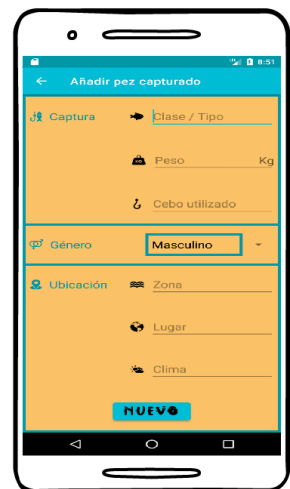 8:51
Añadir pez capturado
Captura Clase / Tipo
Peso Kg
Cebo utilizado
Género Masculino
Ubicación Zona
Lugar
Clima
NUEVO